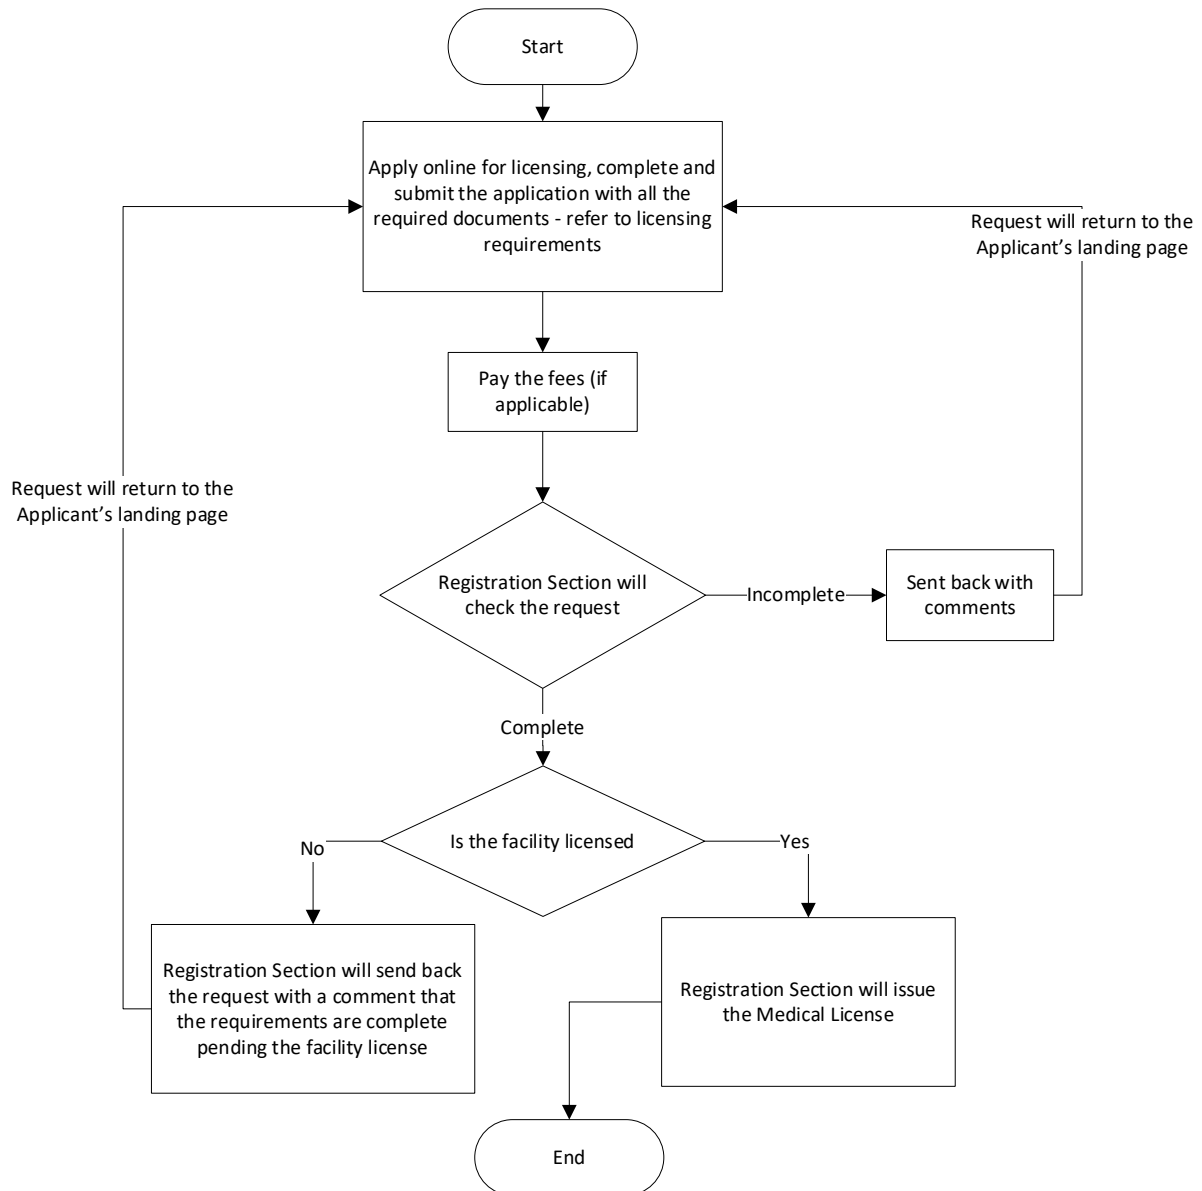 Start
Apply online for licensing, complete and
submit the application with all the
required documents - refer to licensing
requirements
Request will return to the
Applicant’s landing page
Pay the fees (if
applicable)
Request will return to the
Applicant’s landing page
Registration Section will
check the request
Incomplete
Sent back with
comments
Complete
Is the facility licensed
No
Yes
Registration Section will send back
the request with a comment that
the requirements are complete
pending the facility license
Registration Section will issue
the Medical License
End